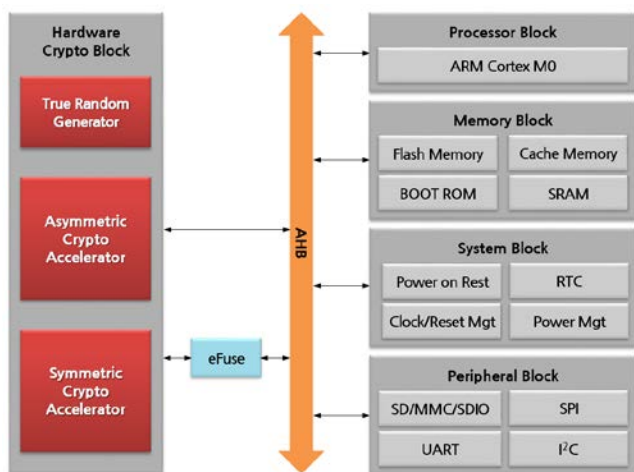 Hardware
Crypto Block
True Random
Generator
Asymmetric
Crypto
Accelerator
Symmetric
Crypto
Accelerator
eFuse
AHB
Processor Block
ARM Cortex M0
Memory Block
Flash Memory
Cache Memory
BOOT ROM
SRAM
System Block
Power on Rest
RTC
Clock/Reset Mgt
Power Mgt
Peripheral Block
SD/MMC/SDIO
SPI
UART
I²C